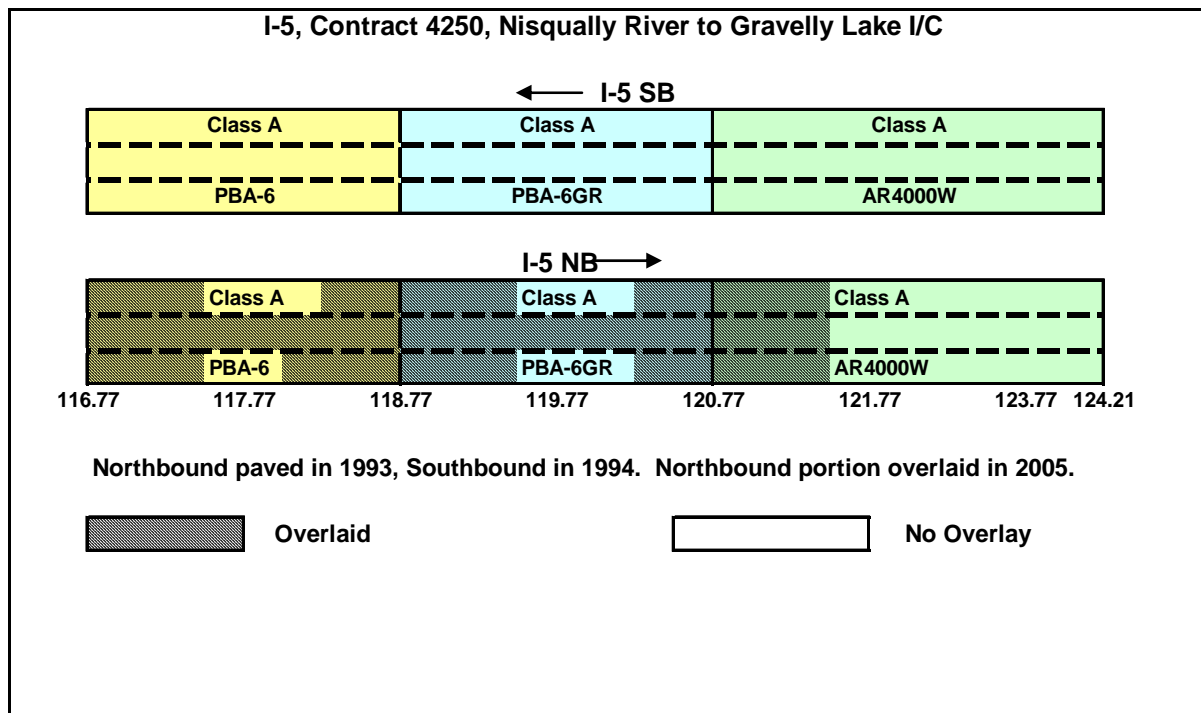 I-5, Contract 4250, Nisqually River to Gravelly Lake I/C
I-5 SB
Class A Class A Class A
PBA-6 PBA-6GR AR4000W
I-5 NB
Class A Class A Class A
PBA-6 PBA-6GR AR4000W
116.77 117.77 118.77 119.77 120.77 121.77 123.77 124.21
Northbound paved in 1993, Southbound in 1994. Northbound portion overlaid in 2005.
Overlaid No Overlay